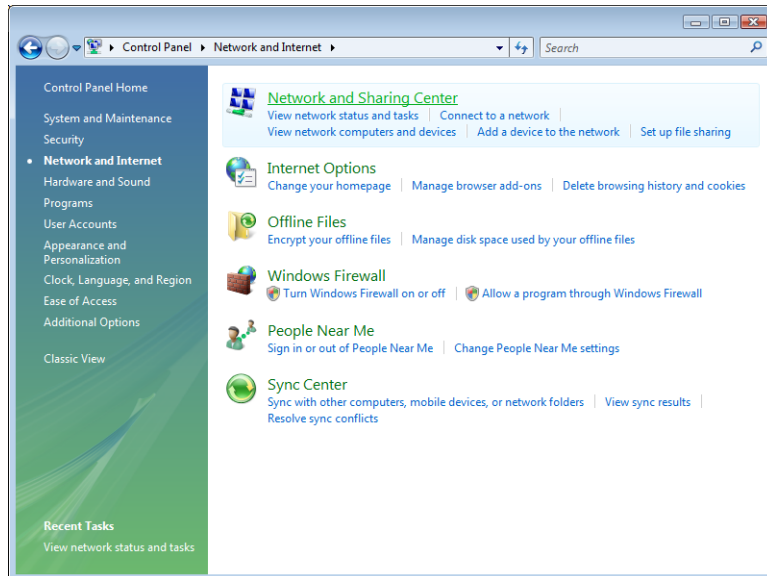 Control Panel ▸ Network and Internet ▸
Search
Control Panel Home
System and Maintenance
Security
• Network and Internet
Hardware and Sound
Programs
User Accounts
Appearance and
Personalization
Clock, Language, and Region
Ease of Access
Additional Options
Classic View
Recent Tasks
View network status and tasks
Network and Sharing Center
View network status and tasks | Connect to a network |
View network computers and devices | Add a device to the network | Set up file sharing
Internet Options
Change your homepage | Manage browser add-ons | Delete browsing history and cookies
Offline Files
Encrypt your offline files | Manage disk space used by your offline files
Windows Firewall
Turn Windows Firewall on or off | Allow a program through Windows Firewall
People Near Me
Sign in or out of People Near Me | Change People Near Me settings
Sync Center
Sync with other computers, mobile devices, or network folders | View sync results |
Resolve sync conflicts